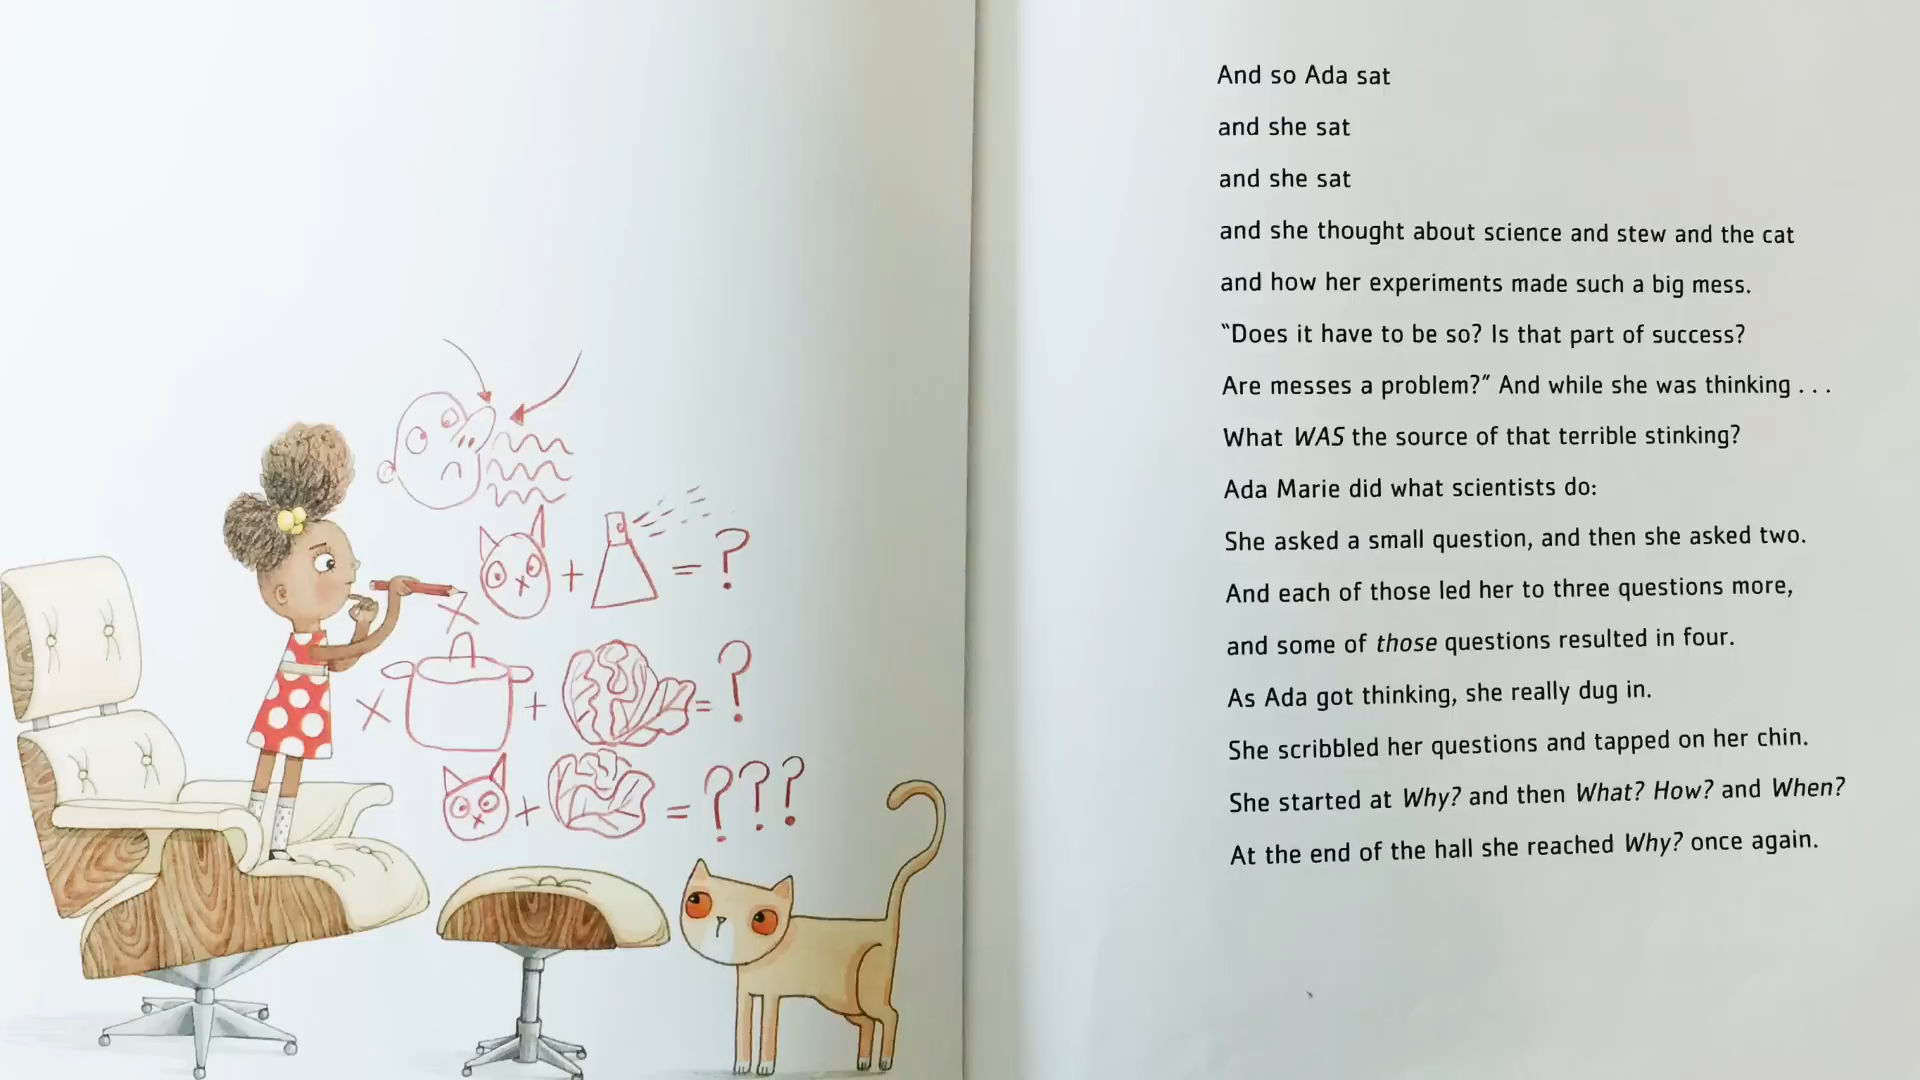 + = ?
+ = ?
+ = ???
And so Ada sat
and she sat
and she sat
and she thought about science and stew and the cat
and how her experiments made such a big mess.
“Does it have to be so? Is that part of success?
Are messes a problem?” And while she was thinking . . .
What WAS the source of that terrible stinking?
Ada Marie did what scientists do:
She asked a small question, and then she asked two.
And each of those led her to three questions more,
and some of those questions resulted in four.
As Ada got thinking, she really dug in.
She scribbled her questions and tapped on her chin.
She started at Why? and then What? How? and When?
At the end of the hall she reached Why? once again.